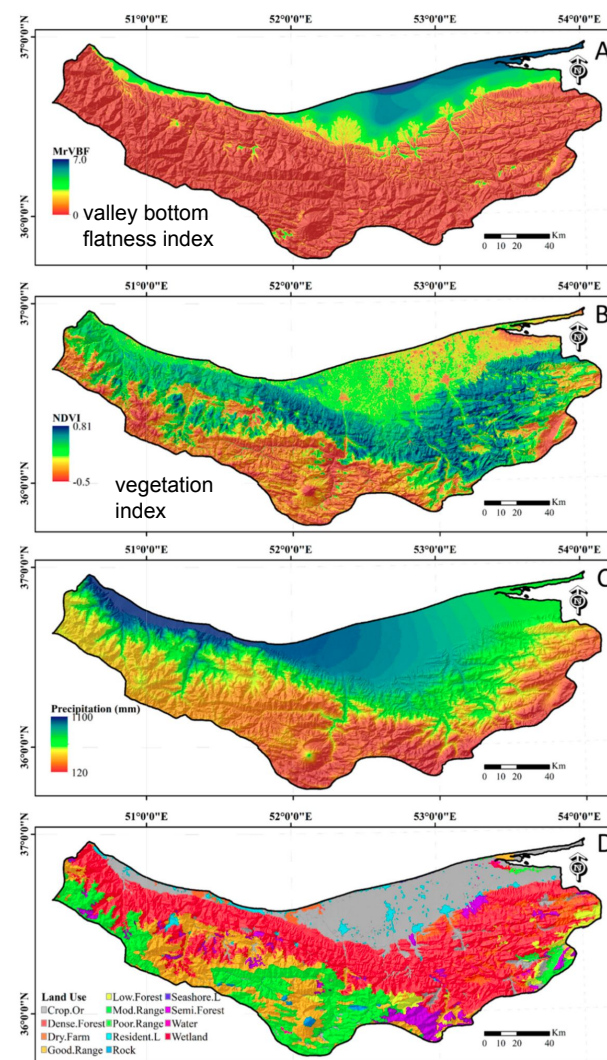 51°0'0"E 52°0'0"E 53°0'0"E 54°0'0"E
A
37°0'0"N
36°0'0"N
MrVBF
7.0
0
valley bottom
flatness index
N
Km
0 10 20 40
51°0'0"E 52°0'0"E 53°0'0"E 54°0'0"E
B
37°0'0"N
36°0'0"N
NDVI
0.81
-0.5
vegetation
index
N
Km
0 10 20 40
51°0'0"E 52°0'0"E 53°0'0"E 54°0'0"E
C
37°0'0"N
36°0'0"N
Precipitation (mm)
1100
120
N
Km
0 10 20 40
51°0'0"E 52°0'0"E 53°0'0"E 54°0'0"E
D
37°0'0"N
36°0'0"N
N
Land Use Low.Forest Seashore.L
Crop.Or Mod.Range Semi.Forest
Dense.Forest Poor.Range Water
Dry.Farm Resident.L Wetland
Good.Range Rock
Km
0 10 20 40